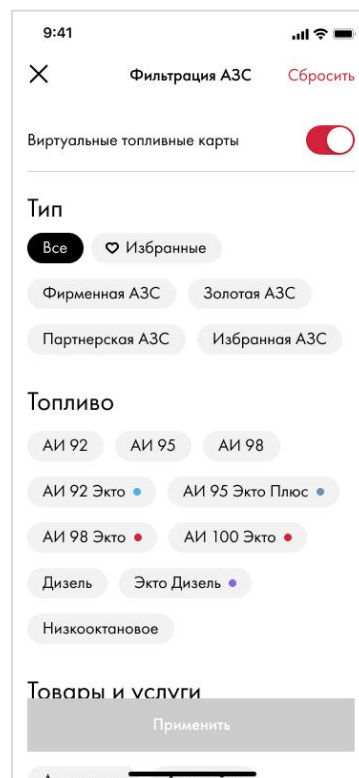 9:41
Фильтрация АЗС Сбросить
Виртуальные топливные карты
Тип
Все Избранные
Фирменная АЗС Золотая АЗС
Партнерская АЗС Избранная АЗС
Топливо
АИ 92 АИ 95 АИ 98
АИ 92 Экто АИ 95 Экто Плюс
АИ 98 Экто АИ 100 Экто
Дизель Экто Дизель
Низкооктановое
Товары и услуги
Применить